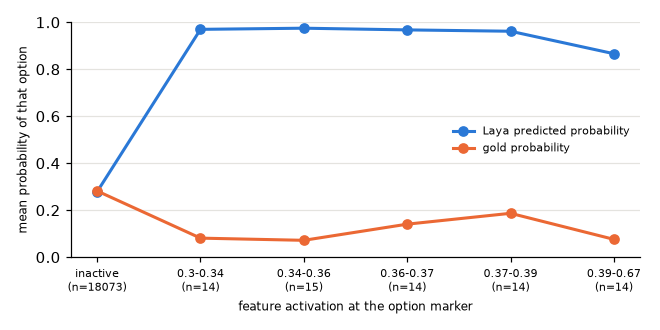 mean probability of that option
1.0
0.8
0.6
0.4
0.2
0.0
Laya predicted probability
gold probability
inactive
(n=18073)
0.3-0.34
(n=14)
0.34-0.36
(n=15)
0.36-0.37
(n=14)
0.37-0.39
(n=14)
0.39-0.67
(n=14)
feature activation at the option marker